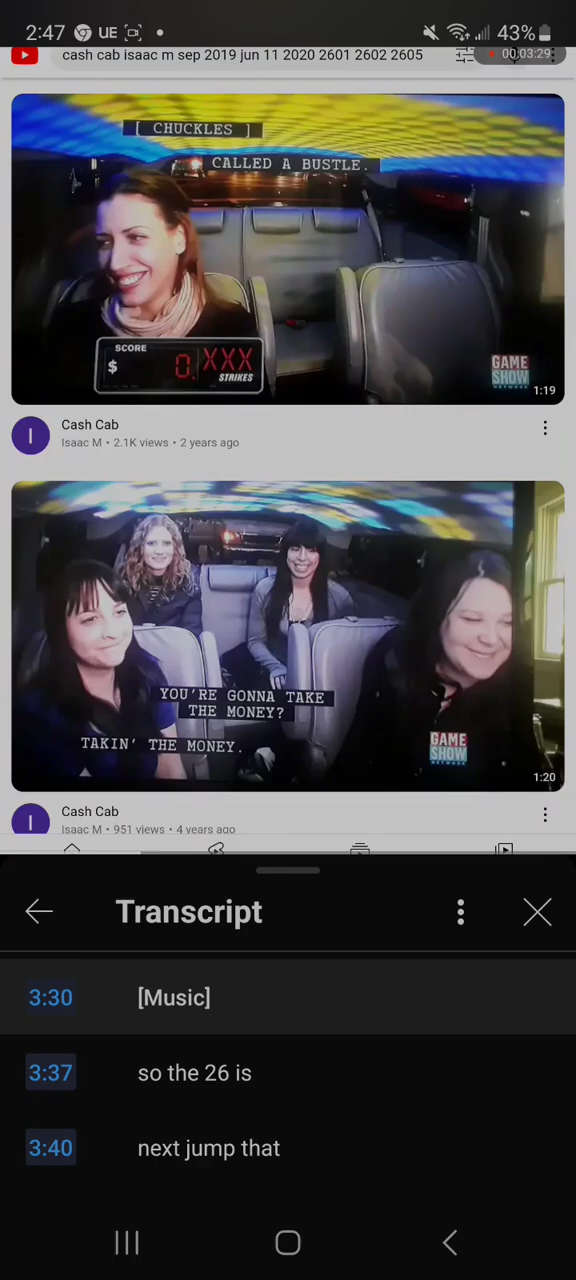 2:47 UE 43%
cash cab isaac m sep 2019 jun 11 2020 2601 2602 2605
00:03:29
[ CHUCKLES ]
CALLED A BUSTLE.
SCORE
$ 0. XXX
STRIKES
GAME
SHOW
NETWORK
1:19
I
Cash Cab
Isaac M • 2.1K views • 2 years ago
YOU'RE GONNA TAKE
THE MONEY?
TAKIN' THE MONEY.
GAME
SHOW
NETWORK
1:20
I
Cash Cab
Isaac M • 951 views • 4 years ago
Transcript
3:30 [Music]
3:37 so the 26 is
3:40 next jump that